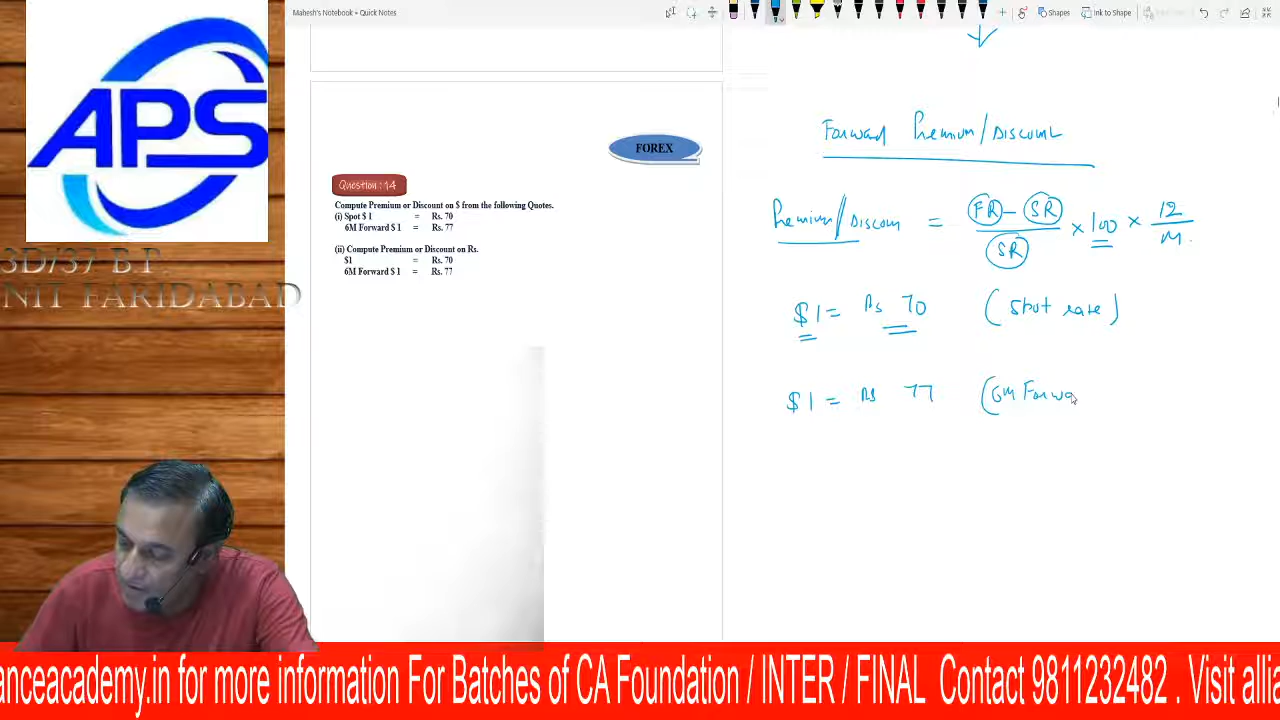 APS
3D/37 B.P.
NIT FARIDABAD
Mahesh's Notebook » Quick Notes
Shapes
Ink to Shape
FOREX
Question : 14
Compute Premium or Discount on $ from the following Quotes.
(i) Spot $ 1 = Rs. 70
6M Forward $ 1 = Rs. 77
(ii) Compute Premium or Discount on Rs.
$1 = Rs. 70
6M Forward $ 1 = Rs. 77
Forward Premium/Discount
Premium/Discom = FR - SR / SR × 100 × 12 / M.
$1 = Rs 70 (Spot rate)
$1 = Rs 77 (6M Forwa
anceacademy.in for more information For Batches of CA Foundation / INTER / FINAL Contact 9811232482 . Visit allia